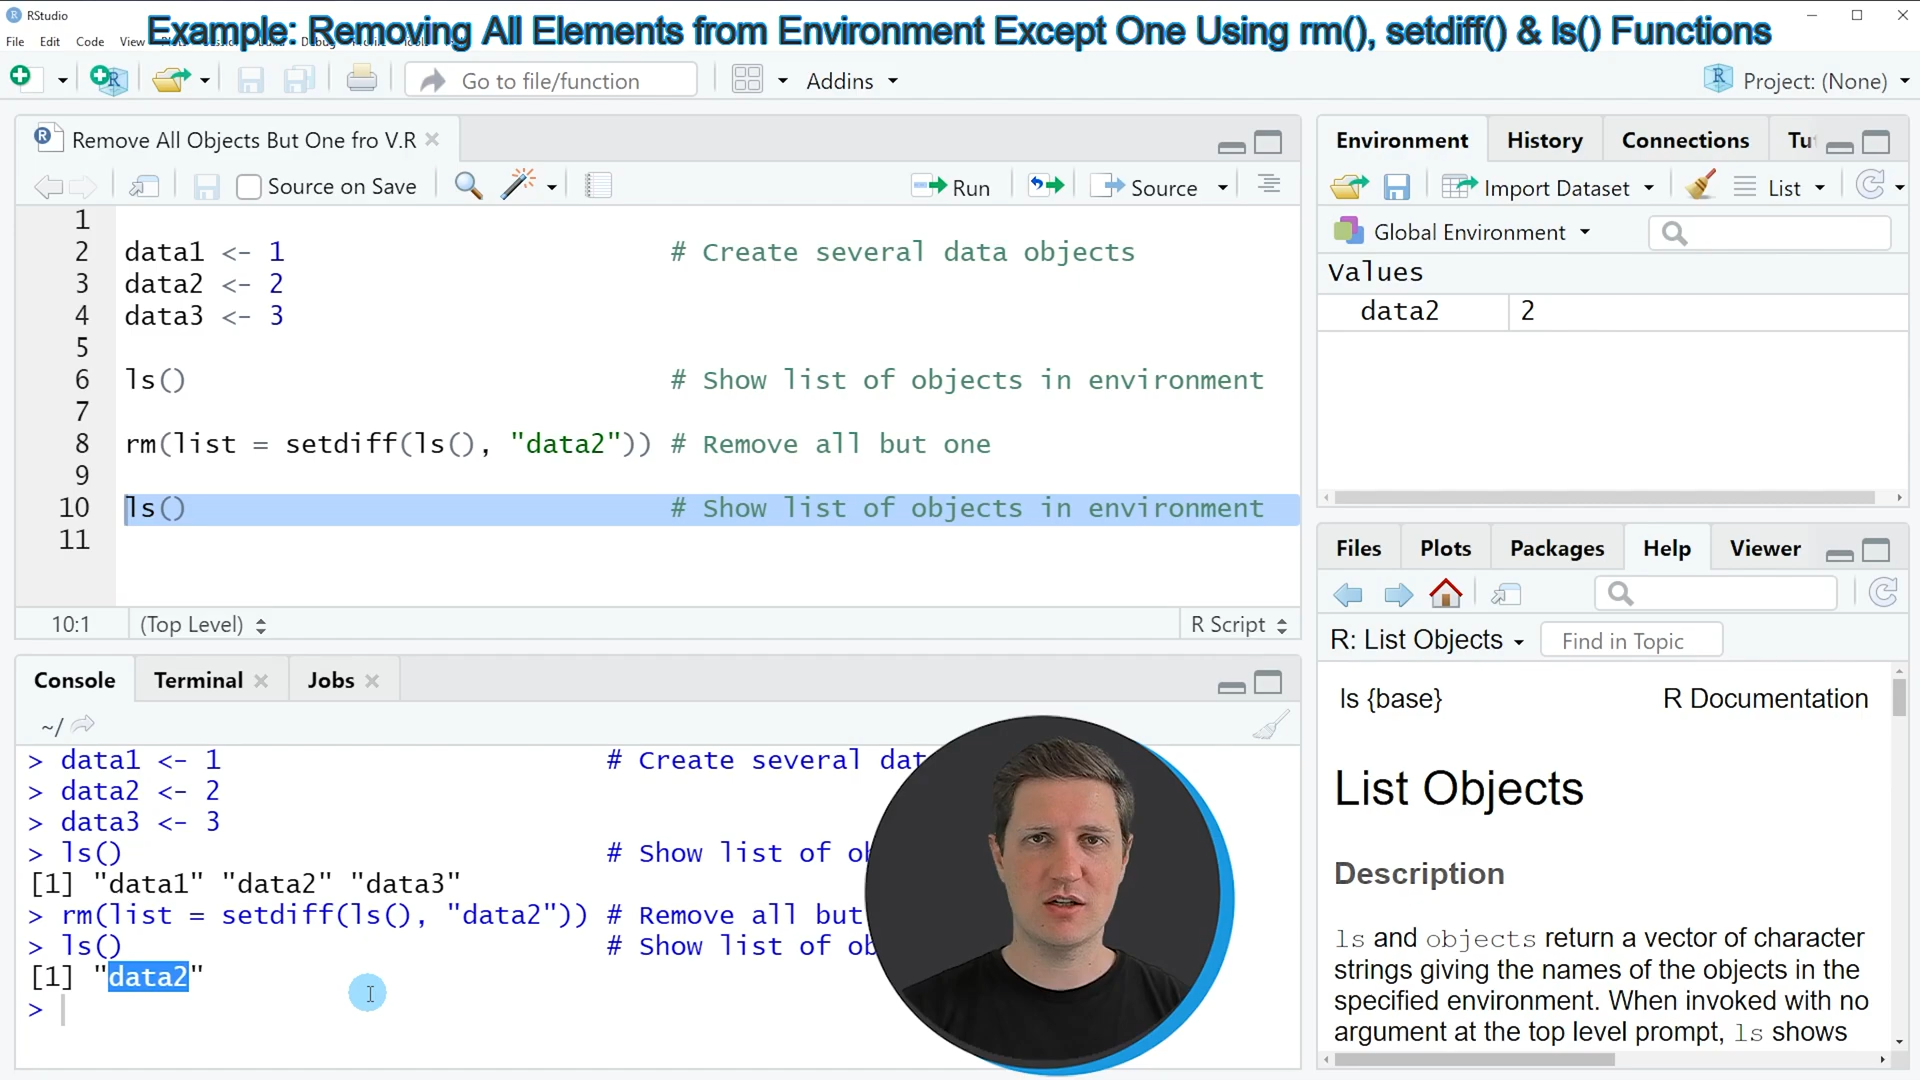 RStudio
Example: Removing All Elements from Environment Except One Using rm(), setdiff() & ls() Functions
File Edit Code View
Go to file/function
Addins
Project: (None)
Remove All Objects But One fro V.R
Source on Save
Run
Source
1
2 data1 <- 1 # Create several data objects
3 data2 <- 2
4 data3 <- 3
5
6 ls() # Show list of objects in environment
7
8 rm(list = setdiff(ls(), "data2")) # Remove all but one
9
10 ls() # Show list of objects in environment
11
10:1 (Top Level) R Script
Console Terminal Jobs
~/
> data1 <- 1 # Create several dat
> data2 <- 2
> data3 <- 3
> ls() # Show list of ob
[1] "data1" "data2" "data3"
> rm(list = setdiff(ls(), "data2")) # Remove all but
> ls() # Show list of ob
[1] "data2"
>
Environment History Connections Tu
Import Dataset List
Global Environment
Values
data2 2
Files Plots Packages Help Viewer
R: List Objects Find in Topic
ls {base} R Documentation
List Objects
Description
ls and objects return a vector of character
strings giving the names of the objects in the
specified environment. When invoked with no
argument at the top level prompt, ls shows